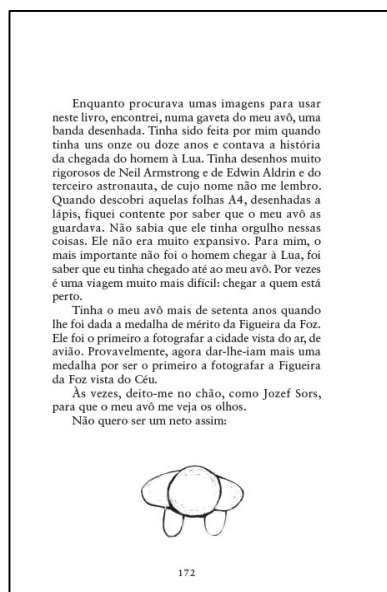 Enquanto procurava umas imagens para usar
neste livro, encontrei, numa gaveta do meu avô, uma
banda desenhada. Tinha sido feita por mim quando
tinha uns onze ou doze anos e contava a história
da chegada do homem à Lua. Tinha desenhos muito
rigorosos de Neil Armstrong e de Edwin Aldrin e do
terceiro astronauta, de cujo nome não me lembro.
Quando descobri aquelas folhas A4, desenhadas a
lápis, fiquei contente por saber que o meu avô as
guardava. Não sabia que ele tinha orgulho nessas
coisas. Ele não era muito expansivo. Para mim, o
mais importante não foi o homem chegar à Lua, foi
saber que eu tinha chegado até ao meu avô. Por vezes
é uma viagem muito mais difícil: chegar a quem está
perto.
Tinha o meu avô mais de setenta anos quando
lhe foi dada a medalha de mérito da Figueira da Foz.
Ele foi o primeiro a fotografar a cidade vista do ar, de
avião. Provavelmente, agora dar-lhe-iam mais uma
medalha por ser o primeiro a fotografar a Figueira
da Foz vista do Céu.
Às vezes, deito-me no chão, como Jozef Sors,
para que o meu avô me veja os olhos.
Não quero ser um neto assim:
172